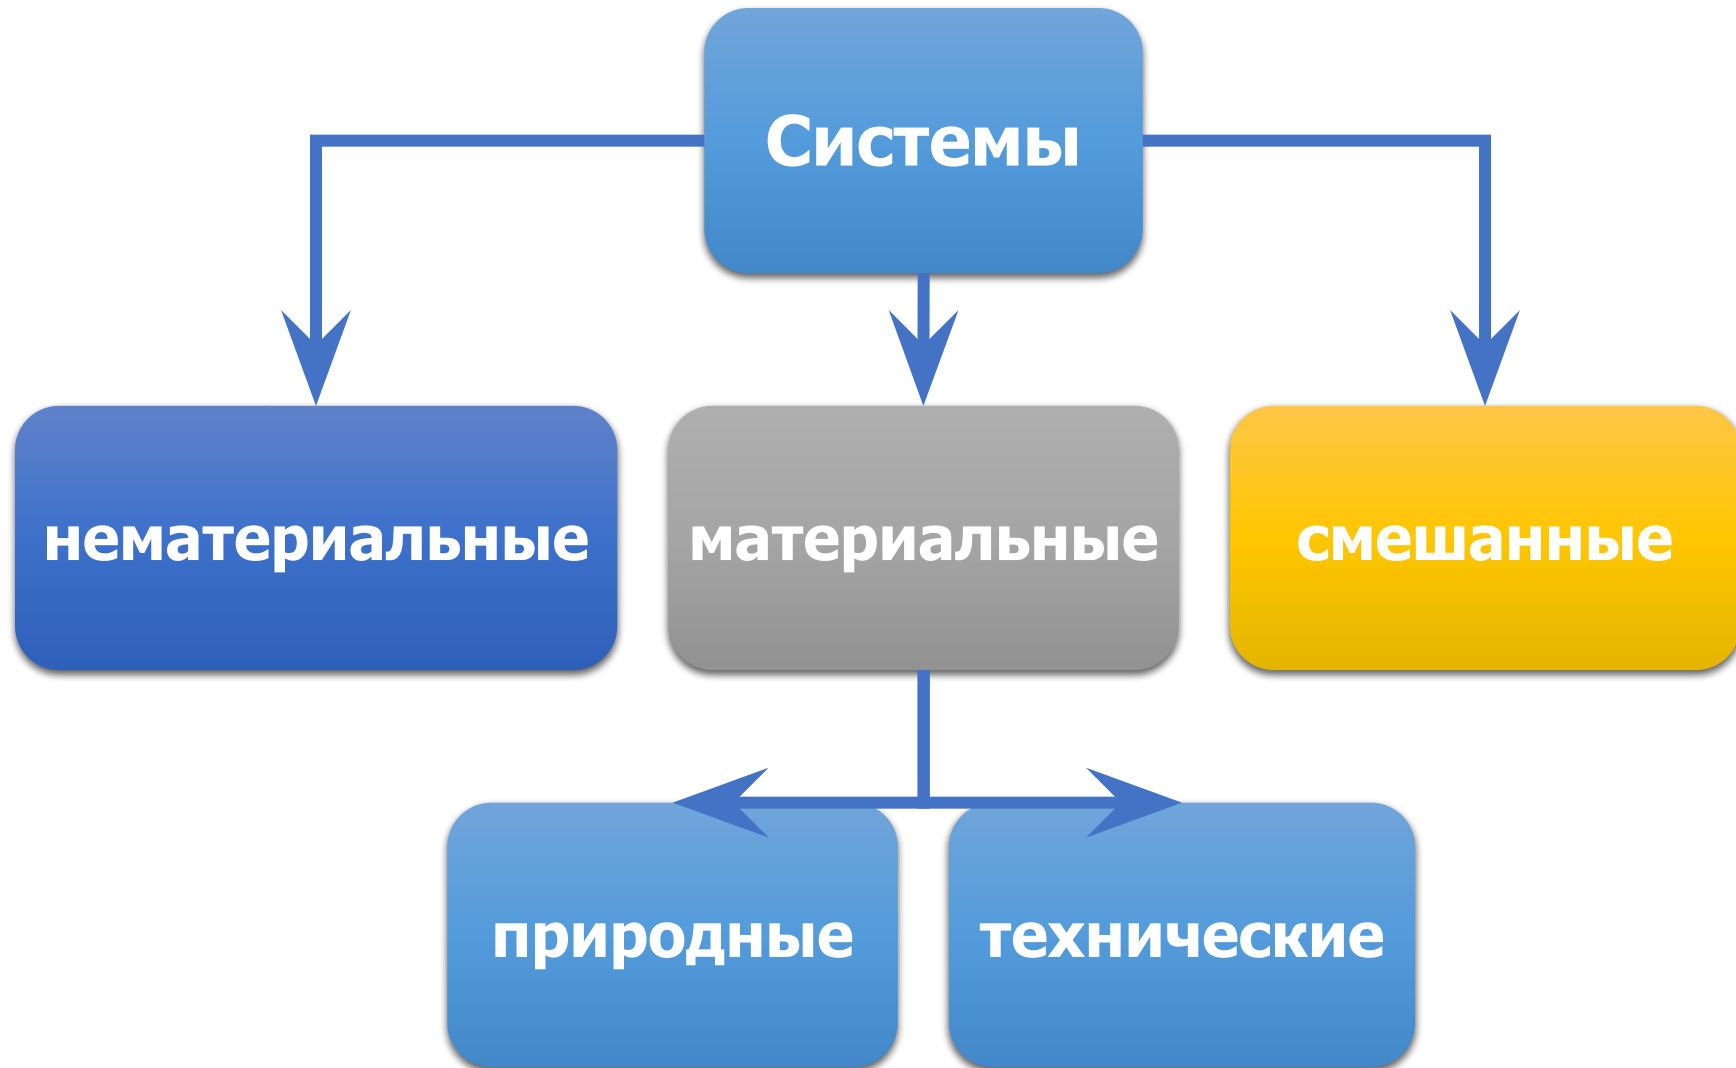 Системы
нематериальные
материальные
смешанные
природные
технические